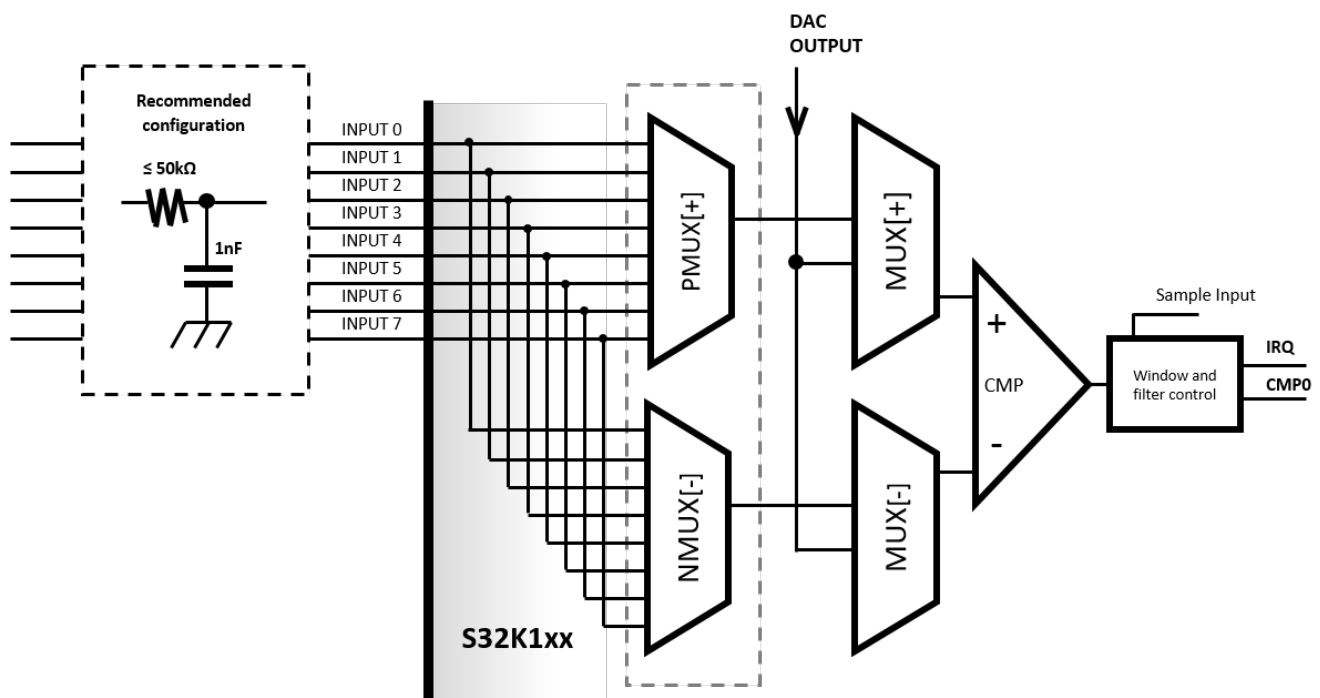 DAC
OUTPUT
Recommended
configuration
≤ 50kΩ
1nF
INPUT 0
INPUT 1
INPUT 2
INPUT 3
INPUT 4
INPUT 5
INPUT 6
INPUT 7
PMUX[+]
MUX[+]
NMUX[-]
MUX[-]
+
CMP
-
Sample Input
Window and
filter control
IRQ
CMP0
S32K1xx